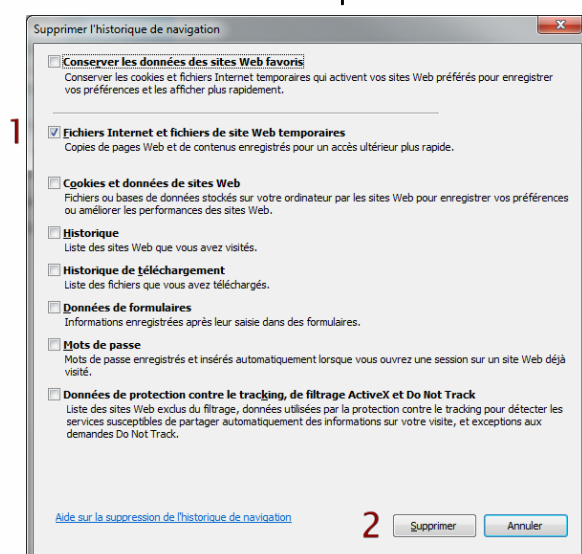 Supprimer l'historique de navigation
Conserver les données des sites Web favoris
Conserver les cookies et fichiers Internet temporaires qui activent vos sites Web préférés pour enregistrer
vos préférences et les afficher plus rapidement.
1
Fichiers Internet et fichiers de site Web temporaires
Copies de pages Web et de contenus enregistrés pour un accès ultérieur plus rapide.
Cookies et données de sites Web
Fichiers ou bases de données stockés sur votre ordinateur par les sites Web pour enregistrer vos préférences
ou améliorer les performances des sites Web.
Historique
Liste des sites Web que vous avez visités.
Historique de téléchargement
Liste des fichiers que vous avez téléchargés.
Données de formulaires
Informations enregistrées après leur saisie dans des formulaires.
Mots de passe
Mots de passe enregistrés et insérés automatiquement lorsque vous ouvrez une session sur un site Web déjà
visité.
Données de protection contre le tracking, de filtrage ActiveX et Do Not Track
Liste des sites Web exclus du filtrage, données utilisées par la protection contre le tracking pour détecter les
services susceptibles de partager automatiquement des informations sur votre visite, et exceptions aux
demandes Do Not Track.
Aide sur la suppression de l'historique de navigation
2
Supprimer
Annuler